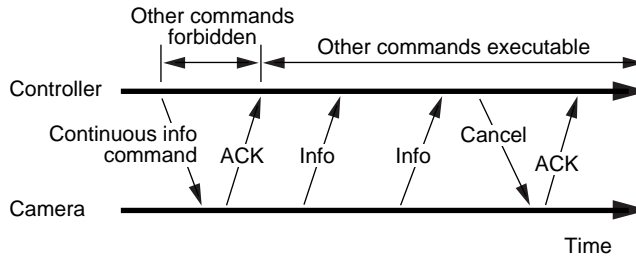 Other commands
forbidden
Other commands executable
Controller
Continuous info
command
ACK
Info
Info
Cancel
ACK
Camera
Time